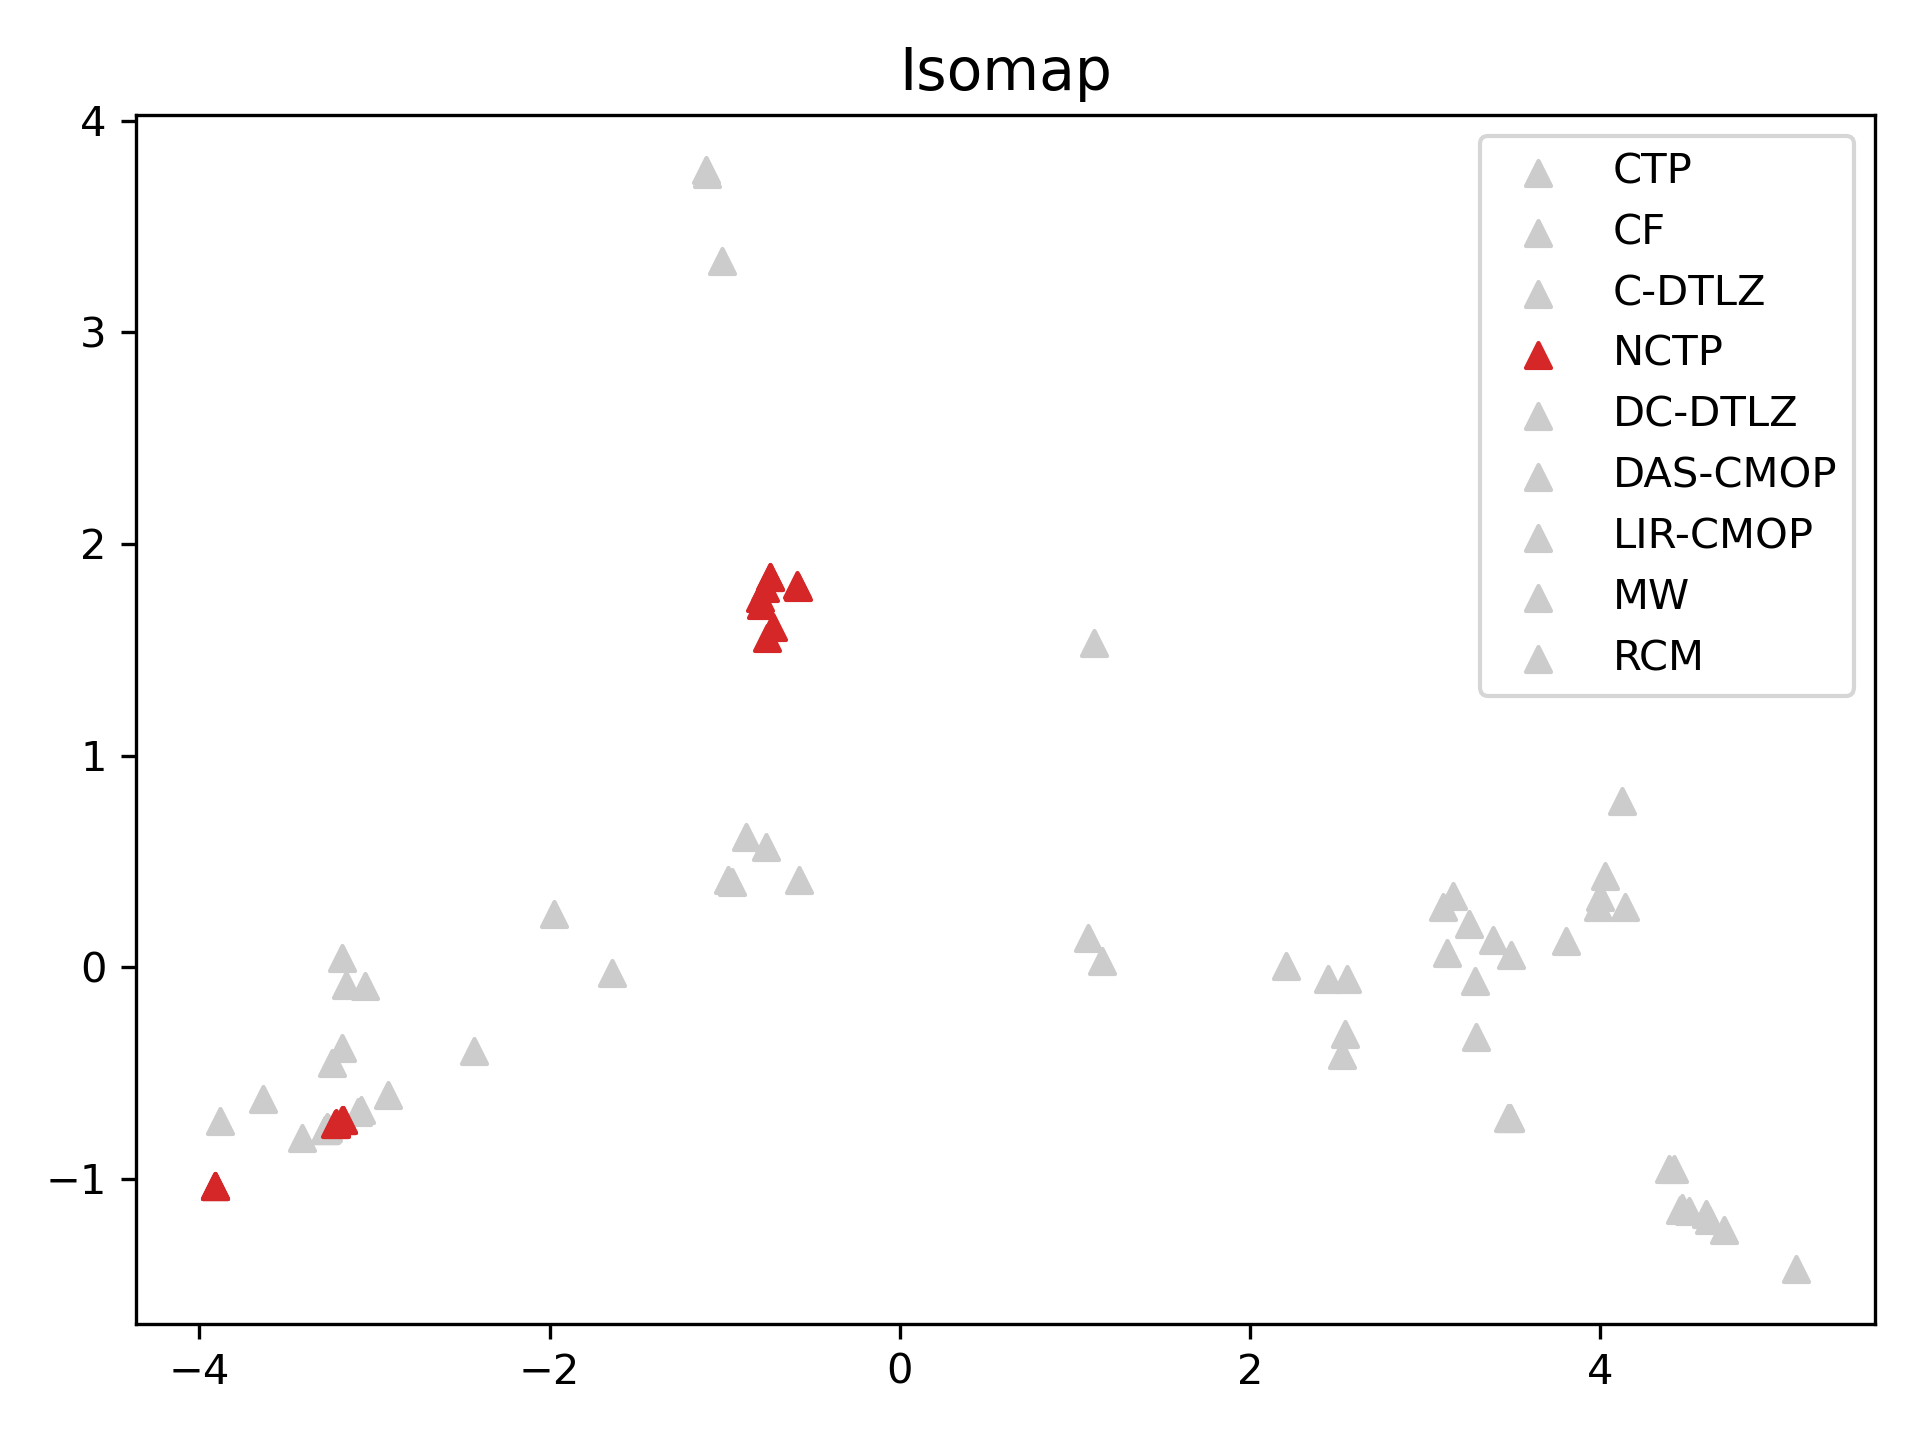 Isomap
4
3
2
1
0
−1
−4
−2
0
2
4
CTP
CF
C-DTLZ
NCTP
DC-DTLZ
DAS-CMOP
LIR-CMOP
MW
RCM